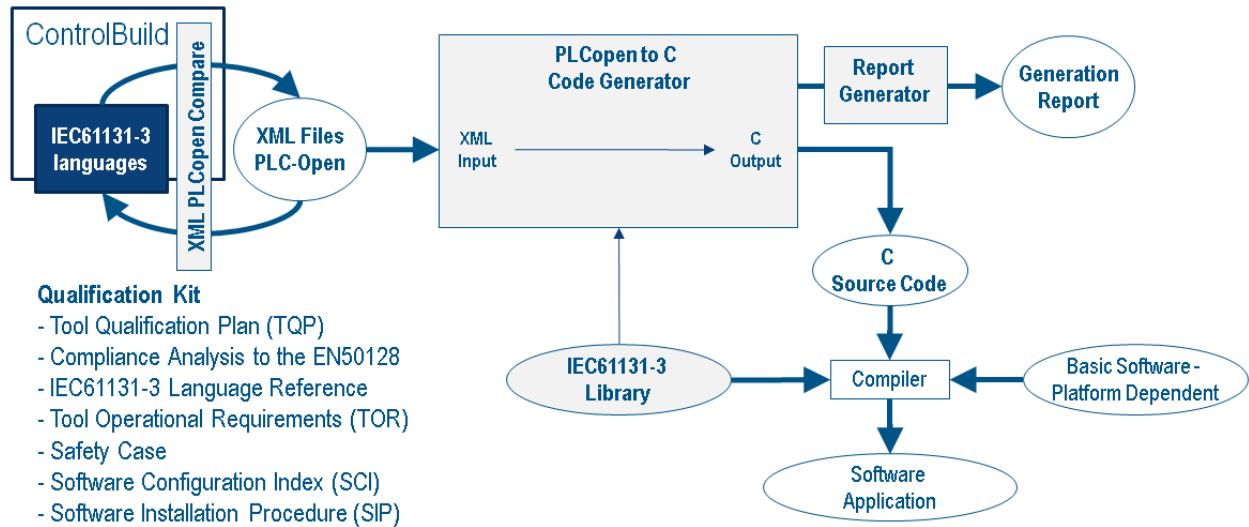 ControlBuild
IEC61131-3
languages
XML PLCopen Compare
XML Files
PLC-Open
PLCopen to C
Code Generator
XML
Input
C
Output
Report
Generator
Generation
Report
C
Source Code
IEC61131-3
Library
Compiler
Basic Software -
Platform Dependent
Software
Application
Qualification Kit
- Tool Qualification Plan (TQP)
- Compliance Analysis to the EN50128
- IEC61131-3 Language Reference
- Tool Operational Requirements (TOR)
- Safety Case
- Software Configuration Index (SCI)
- Software Installation Procedure (SIP)